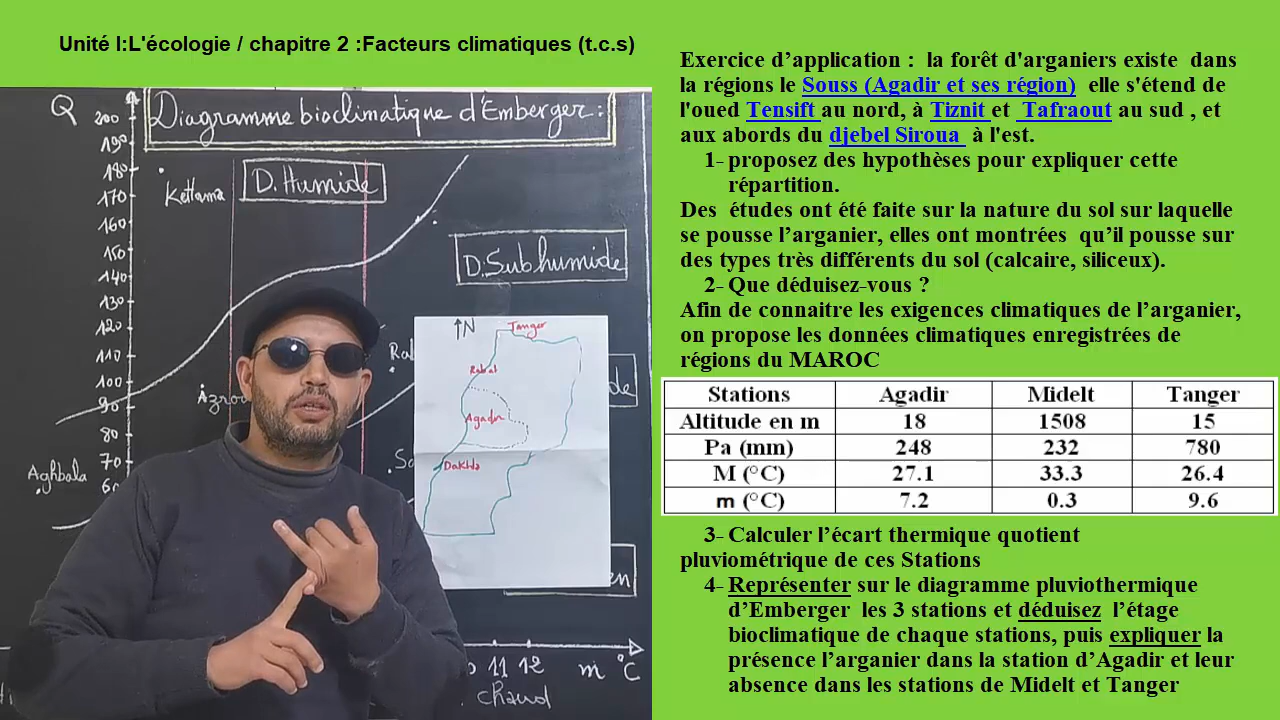 Unité I:L'écologie / chapitre 2 :Facteurs climatiques (t.c.s)
Q
Diagramme bioclimatique d'Emberger :
200
190
180
170
160
150
140
130
120
110
100
90
80
70
Kettama
D. Humide
D. Subhumide
Aghbala
N
Tanger
Rabat
Agadir
Dakhla
11 12 m °C
chaud
Exercice d’application : la forêt d'arganiers existe dans
la régions le Souss (Agadir et ses région) elle s'étend de
l'oued Tensift au nord, à Tiznit et Tafraout au sud , et
aux abords du djebel Siroua à l'est.
1- proposez des hypothèses pour expliquer cette
répartition.
Des études ont été faite sur la nature du sol sur laquelle
se pousse l’arganier, elles ont montrées qu’il pousse sur
des types très différents du sol (calcaire, siliceux).
2- Que déduisez-vous ?
Afin de connaitre les exigences climatiques de l’arganier,
on propose les données climatiques enregistrées de
régions du MAROC
Stations Agadir Midelt Tanger
Altitude en m 18 1508 15
Pa (mm) 248 232 780
M (°C) 27.1 33.3 26.4
m (°C) 7.2 0.3 9.6
3- Calculer l’écart thermique quotient
pluviométrique de ces Stations
4- Représenter sur le diagramme pluviothermique
d’Emberger les 3 stations et déduisez l’étage
bioclimatique de chaque stations, puis expliquer la
présence l’arganier dans la station d’Agadir et leur
absence dans les stations de Midelt et Tanger